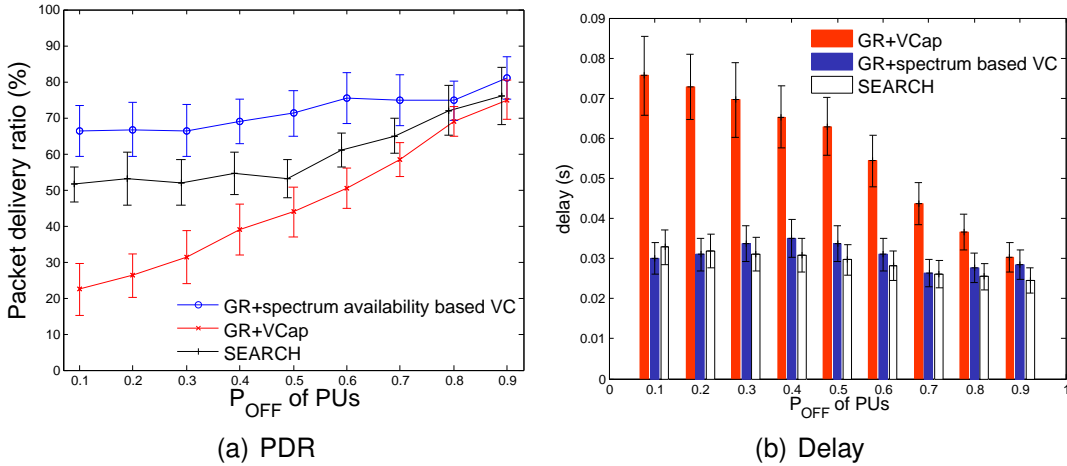 100
90
80
70
60
50
40
30
20
10
0
Packet delivery ratio (%)
GR+spectrum availability based VC
GR+VCap
SEARCH
0.1 0.2 0.3 0.4 0.5 0.6 0.7 0.8 0.9
P_OFF of PUs
(a) PDR
0.09
0.08
0.07
0.06
0.05
0.04
0.03
0.02
0.01
0
delay (s)
GR+VCap
GR+spectrum based VC
SEARCH
0 0.1 0.2 0.3 0.4 0.5 0.6 0.7 0.8 0.9 1
P_OFF of PUs
(b) Delay